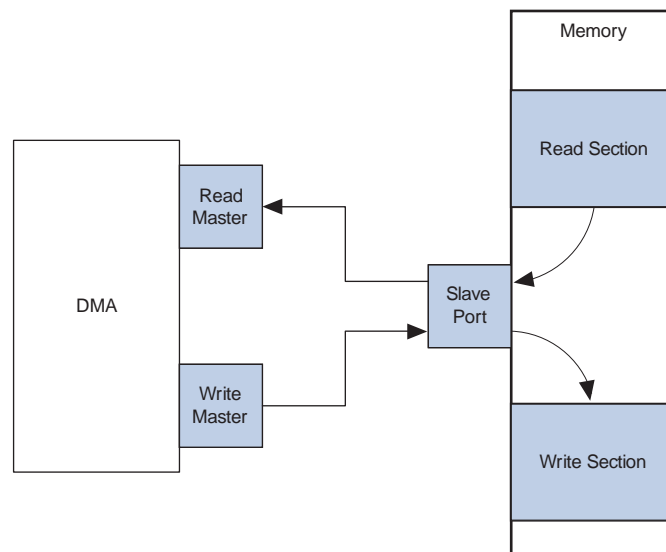 Memory
Read Section
Read
Master
DMA
Slave
Port
Write
Master
Write Section